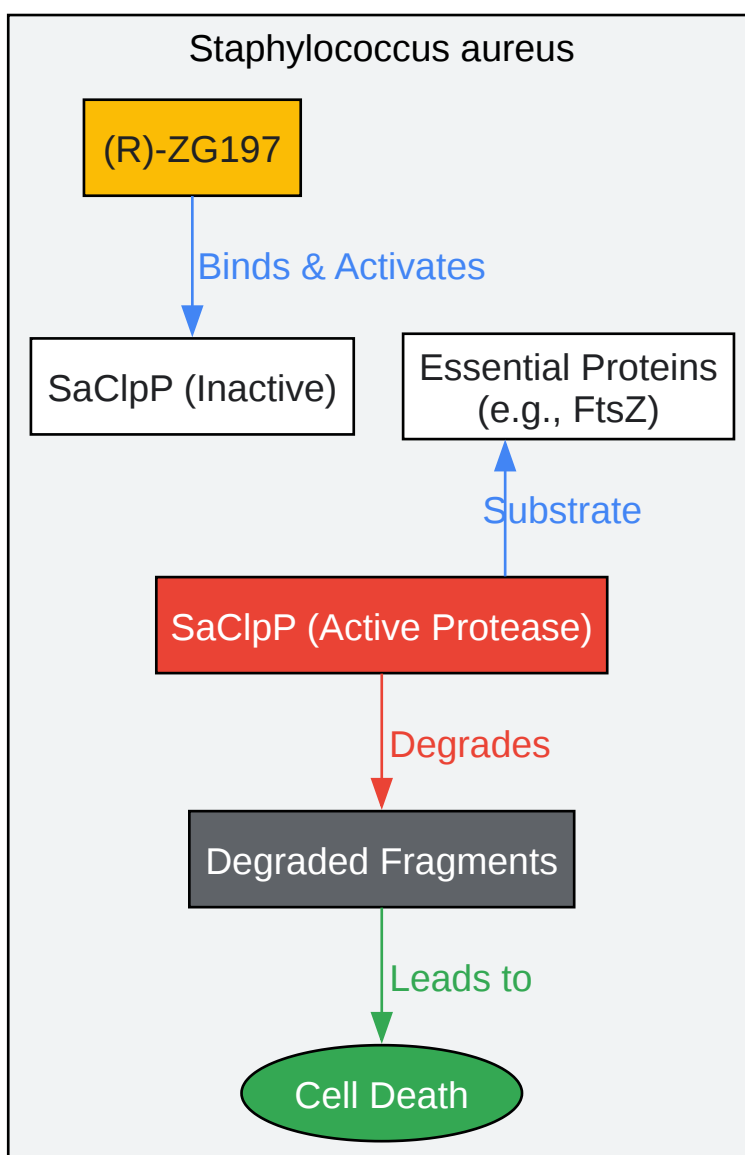 Staphylococcus aureus
(R)-ZG197
Binds & Activates
SaClpP (Inactive)
Essential Proteins
(e.g., FtsZ)
Substrate
SaClpP (Active Protease)
Degrades
Degraded Fragments
Leads to
Cell Death